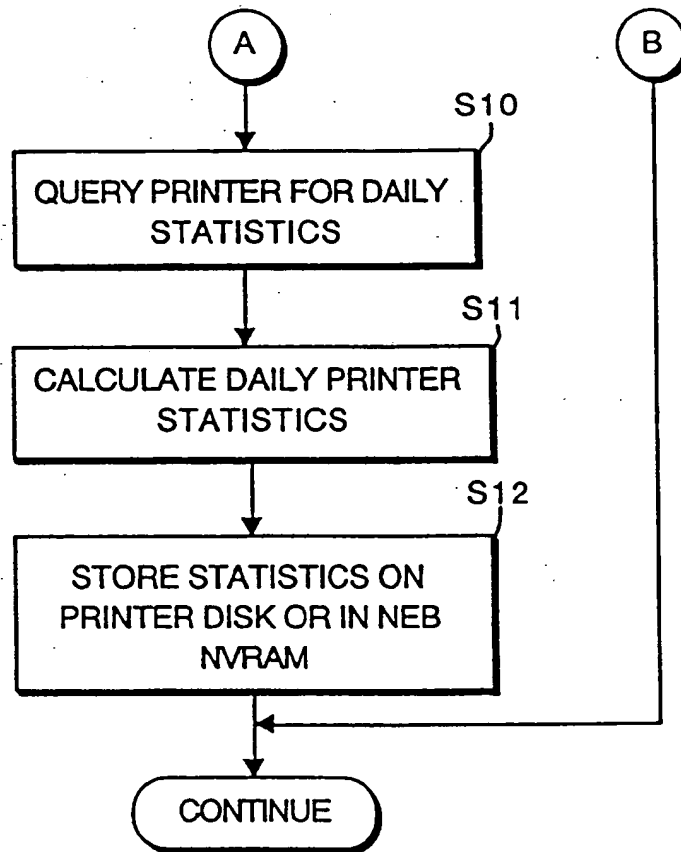 A
B
S10
QUERY PRINTER FOR DAILY
STATISTICS
S11
CALCULATE DAILY PRINTER
STATISTICS
S12
STORE STATISTICS ON
PRINTER DISK OR IN NEB
NVRAM
CONTINUE